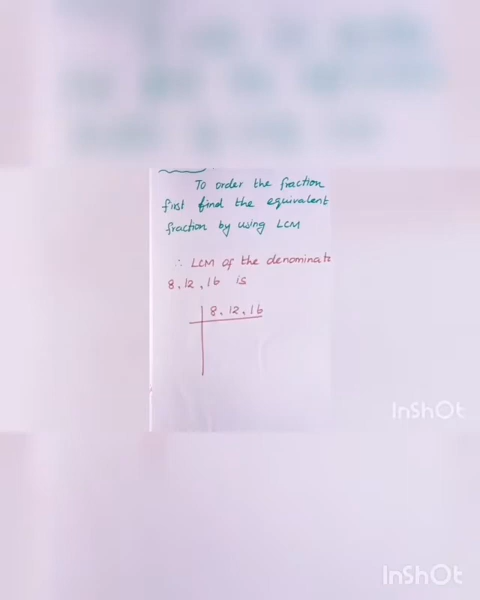 To order the fraction
first find the equivalent
fraction by using LCM
∴ LCM of the denominate
8, 12, 16 is
8, 12, 16
InShOt
InShOt